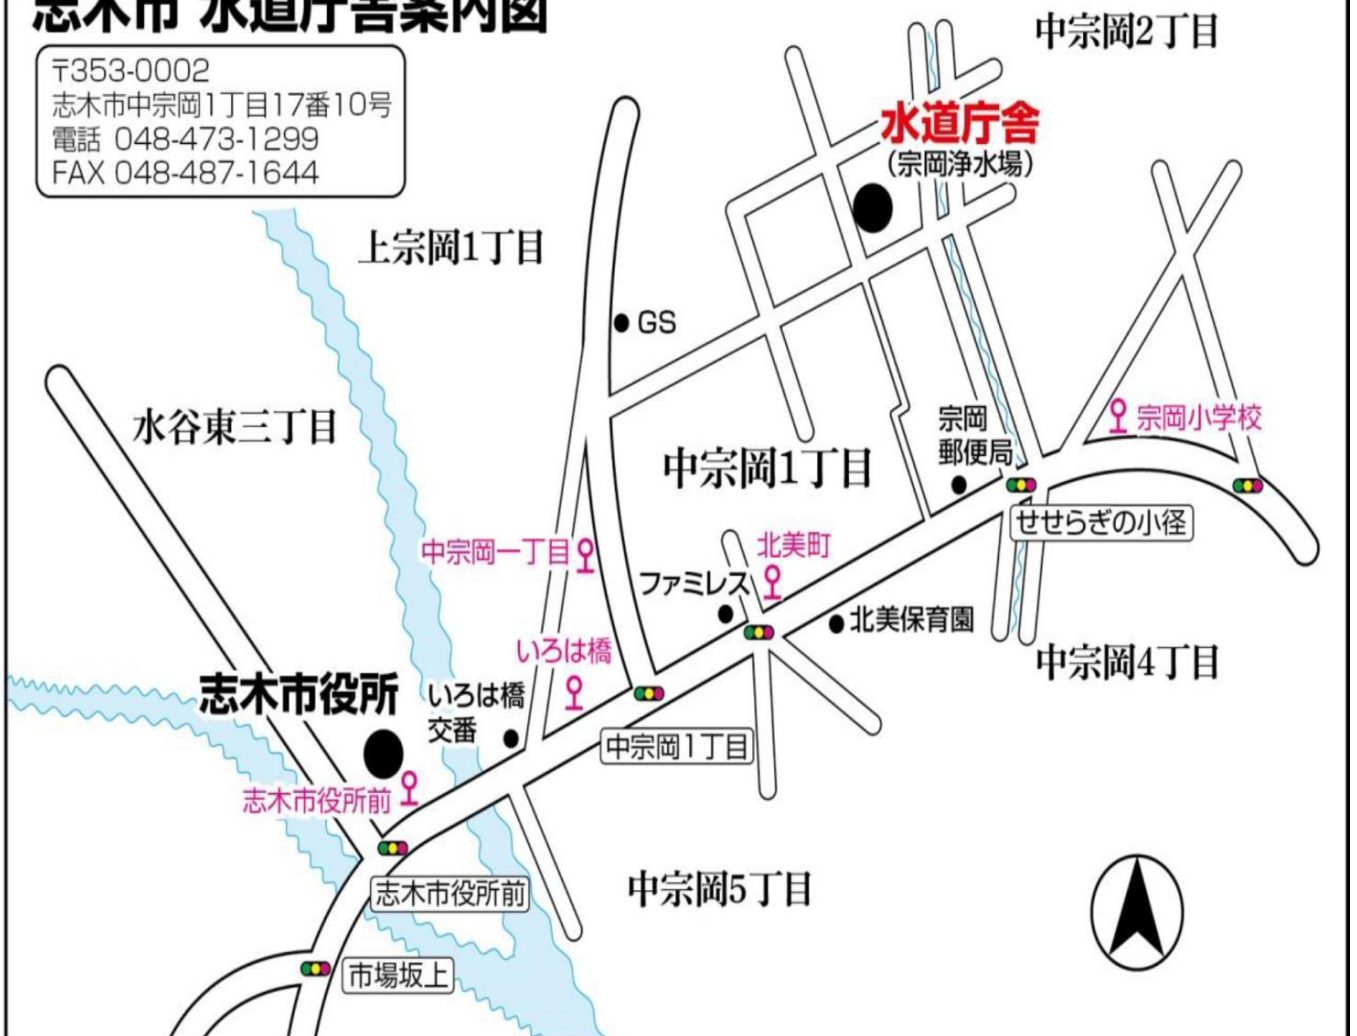 志木市 水道庁舎案内図
〒353-0002
志木市中宗岡1丁目17番10号
電話 048-473-1299
FAX 048-487-1644
中宗岡2丁目
水道庁舎
（宗岡浄水場）
上宗岡1丁目
GS
水谷東三丁目
宗岡
郵便局
宗岡小学校
中宗岡1丁目
せせらぎの小径
中宗岡一丁目
北美町
ファミレス
北美保育園
いろは橋
中宗岡4丁目
志木市役所
いろは橋
交番
中宗岡1丁目
志木市役所前
志木市役所前
中宗岡5丁目
市場坂上